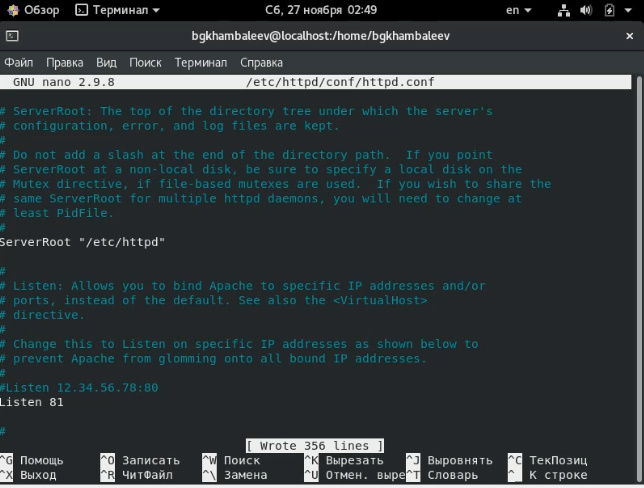 Обзор Терминал Сб, 27 ноября 02:49 en
bgkhambaleev@localhost:/home/bgkhambaleev
Файл Правка Вид Поиск Терминал Справка
GNU nano 2.9.8 /etc/httpd/conf/httpd.conf
# ServerRoot: The top of the directory tree under which the server's
# configuration, error, and log files are kept.
#
# Do not add a slash at the end of the directory path.  If you point
# ServerRoot at a non-local disk, be sure to specify a local disk on the
# Mutex directive, if file-based mutexes are used.  If you wish to share the
# same ServerRoot for multiple httpd daemons, you will need to change at
# least PidFile.
#
ServerRoot "/etc/httpd"
#
# Listen: Allows you to bind Apache to specific IP addresses and/or
# ports, instead of the default. See also the <VirtualHost>
# directive.
#
# Change this to Listen on specific IP addresses as shown below to
# prevent Apache from glomming onto all bound IP addresses.
#
#Listen 12.34.56.78:80
Listen 81
#
[ Wrote 356 lines ]
^G Помощь ^O Записать ^W Поиск ^K Вырезать ^J Выровнять ^C ТекПозиц
^X Выход ^R ЧитФайл ^\ Замена ^U Отмен. выре^T Словарь ^_ К строке